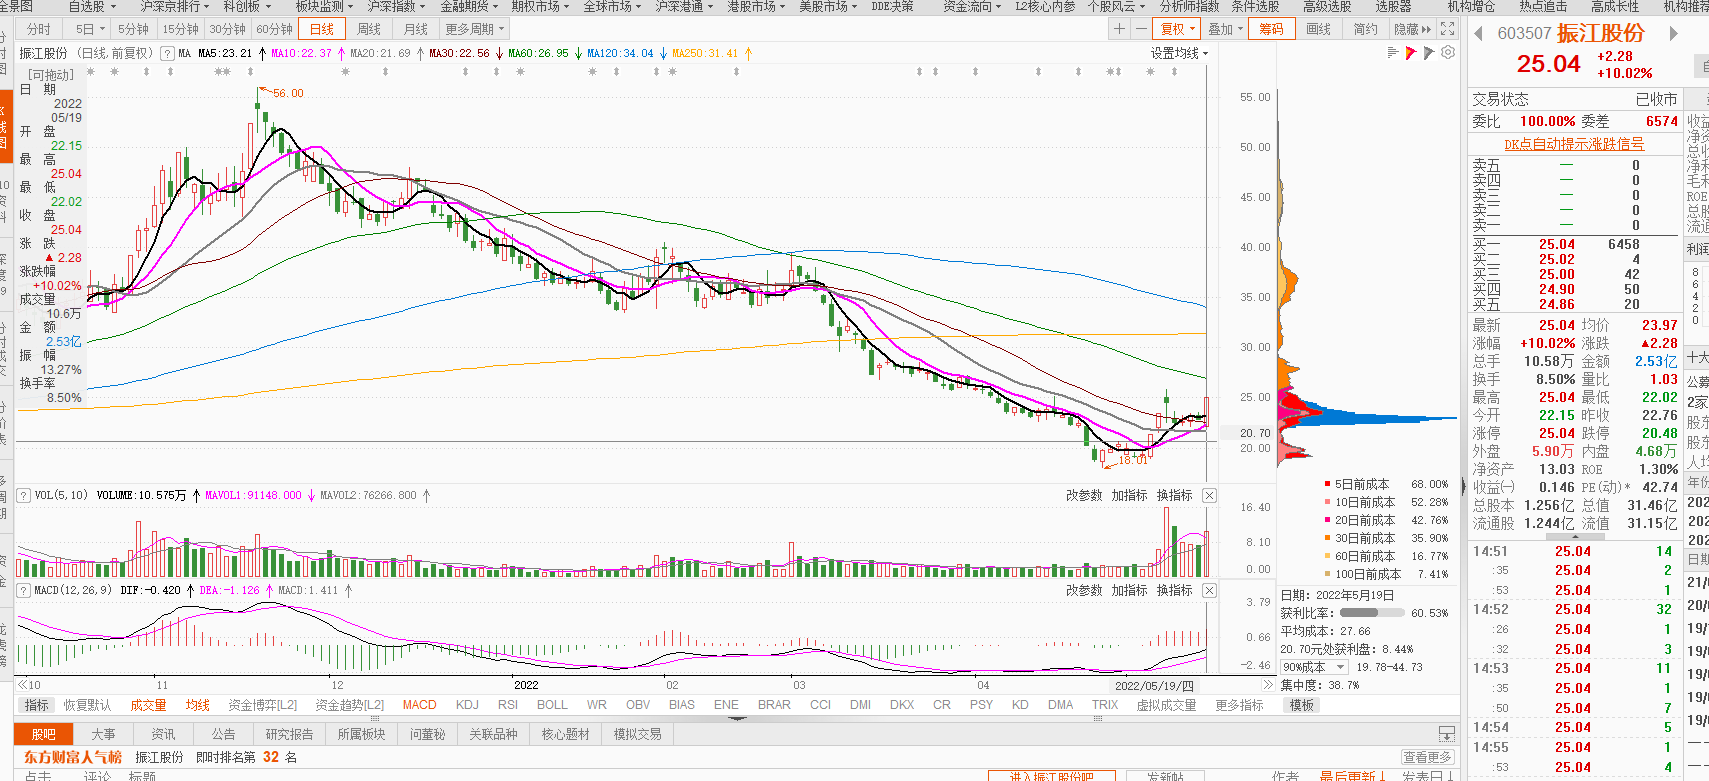 全景图 自选股 沪深京排行 科创板 板块监测 沪深指数 金融期货 期权市场 全球市场 沪深港通 港股市场 美股市场 DDE决策 资金流向 L2核心内参 个股风云 分析师指数 条件选股 高级选股 选股器 机构增仓 热点追击 高成长性 机构推荐
分时 5日 5分钟 15分钟 30分钟 60分钟 日线 周线 月线 更多周期 复权 叠加 筹码 画线 简约 隐藏
振江股份 (日线,前复权) ? MA MA5:23.21 ↑ MA10:22.37 ↑ MA20:21.69 ↑ MA30:22.56 ↓ MA60:26.95 ↓ MA120:34.04 ↓ MA250:31.41 ↑ 设置均线
[可拖动]
日 期
2022
05/19
开 盘
22.15
最 高
25.04
最 低
22.02
收 盘
25.04
涨 跌
▲ 2.28
涨跌幅
+10.02%
成交量
10.6万
金 额
2.53亿
振 幅
13.27%
换手率
8.50%
56.00
18.01
55.00
50.00
45.00
40.00
35.00
30.00
25.00
20.70
20.00
? VOL(5,10) VOLUME:10.575万 ↑ MAVOL1:91148.000 ↓ MAVOL2:76266.800 ↑ 改参数 加指标 换指标
16.40
8.10
0.00
? MACD(12,26,9) DIF:-0.420 ↑ DEA:-1.126 ↑ MACD:1.411 ↑ 改参数 加指标 换指标
3.79
0.66
-2.46
10 11 12 2022 02 03 04 2022/05/19/四
5日前成本 68.00%
10日前成本 52.28%
20日前成本 42.76%
30日前成本 35.90%
60日前成本 16.77%
100日前成本 7.41%
日期: 2022年5月19日
获利比率: 60.53%
平均成本: 27.66
20.70元处获利盘: 8.44%
90%成本 19.78-44.73
集中度: 38.7%
指标 恢复默认 成交量 均线 资金博弈[L2] 资金趋势[L2] MACD KDJ RSI BOLL WR OBV BIAS ENE BRAR CCI DMI DKX CR PSY KD DMA TRIX 虚拟成交量 更多指标 模板
股吧 大事 资讯 公告 研究报告 所属板块 问董秘 关联品种 核心题材 模拟交易
东方财富人气榜 振江股份 即时排名第 32 名 查看更多
点击 评论 标题 进入振江股份吧 发新帖 作者 最后更新↓ 发表日↓
603507 振江股份
25.04 +2.28
+10.02%
交易状态 已收市
委比 100.00% 委差 6574
DK点自动提示涨跌信号
卖五 — 0
卖四 — 0
卖三 — 0
卖二 — 0
卖一 — 0
买一 25.04 6458
买二 25.02 4
买三 25.00 42
买四 24.90 50
买五 24.86 20
最新 25.04 均价 23.97
涨幅 +10.02% 涨跌 ▲2.28
总手 10.58万 金额 2.53亿
换手 8.50% 量比 1.03
最高 25.04 最低 22.02
今开 22.15 昨收 22.76
涨停 25.04 跌停 20.48
外盘 5.90万 内盘 4.68万
净资产 13.03 ROE 1.30%
收益㈠ 0.146 PE(动)* 42.74
总股本 1.256亿 总值 31.46亿
流通股 1.244亿 流值 31.15亿
14:51 25.04 14
:35 25.04 2
:53 25.04 1
14:52 25.04 32
:26 25.04 1
:32 25.04 3
14:53 25.04 11
:35 25.04 1
:50 25.04 7
14:54 25.04 5
14:55 25.04 1
:53 25.04 4
ROE
利润
8
6
4
2
0
十大
公募
2家
股东
股东
人均
年份
202
202
202
日期
21/
20/
19/
19/
19/
19/
19/